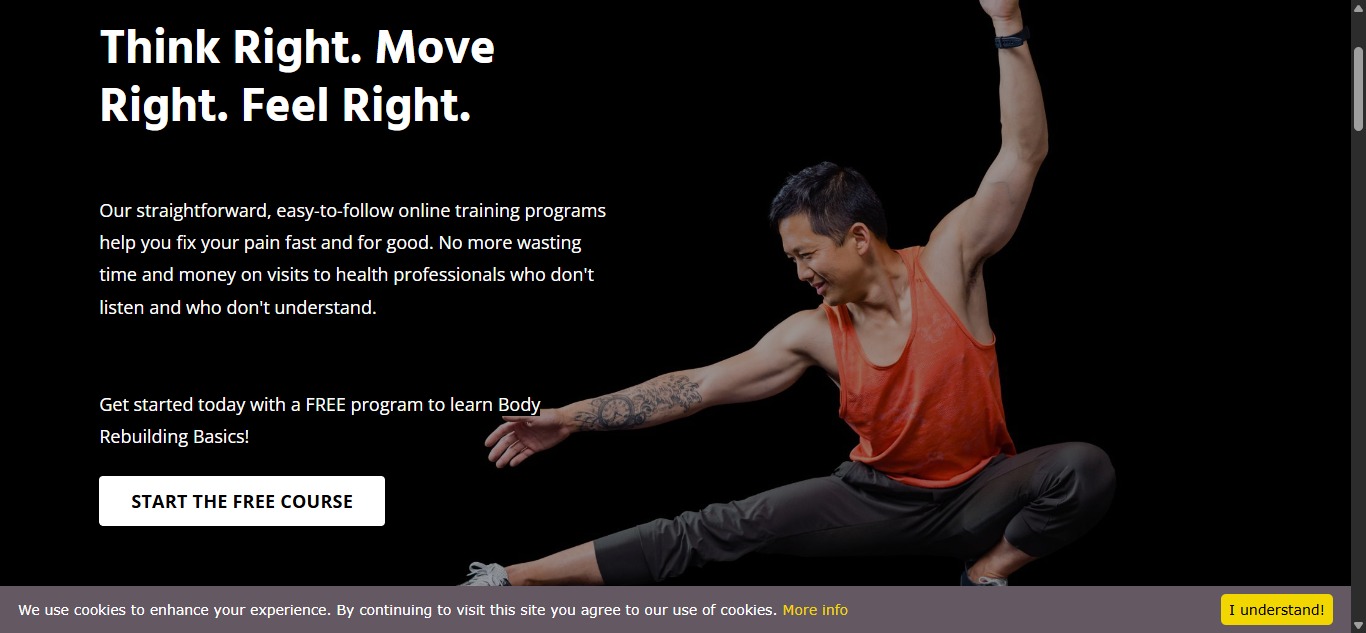 Think Right. Move
Right. Feel Right.
Our straightforward, easy-to-follow online training programs
help you fix your pain fast and for good. No more wasting
time and money on visits to health professionals who don't
listen and who don't understand.
Get started today with a FREE program to learn Body
Rebuilding Basics!
START THE FREE COURSE
We use cookies to enhance your experience. By continuing to visit this site you agree to our use of cookies. More info
I understand!